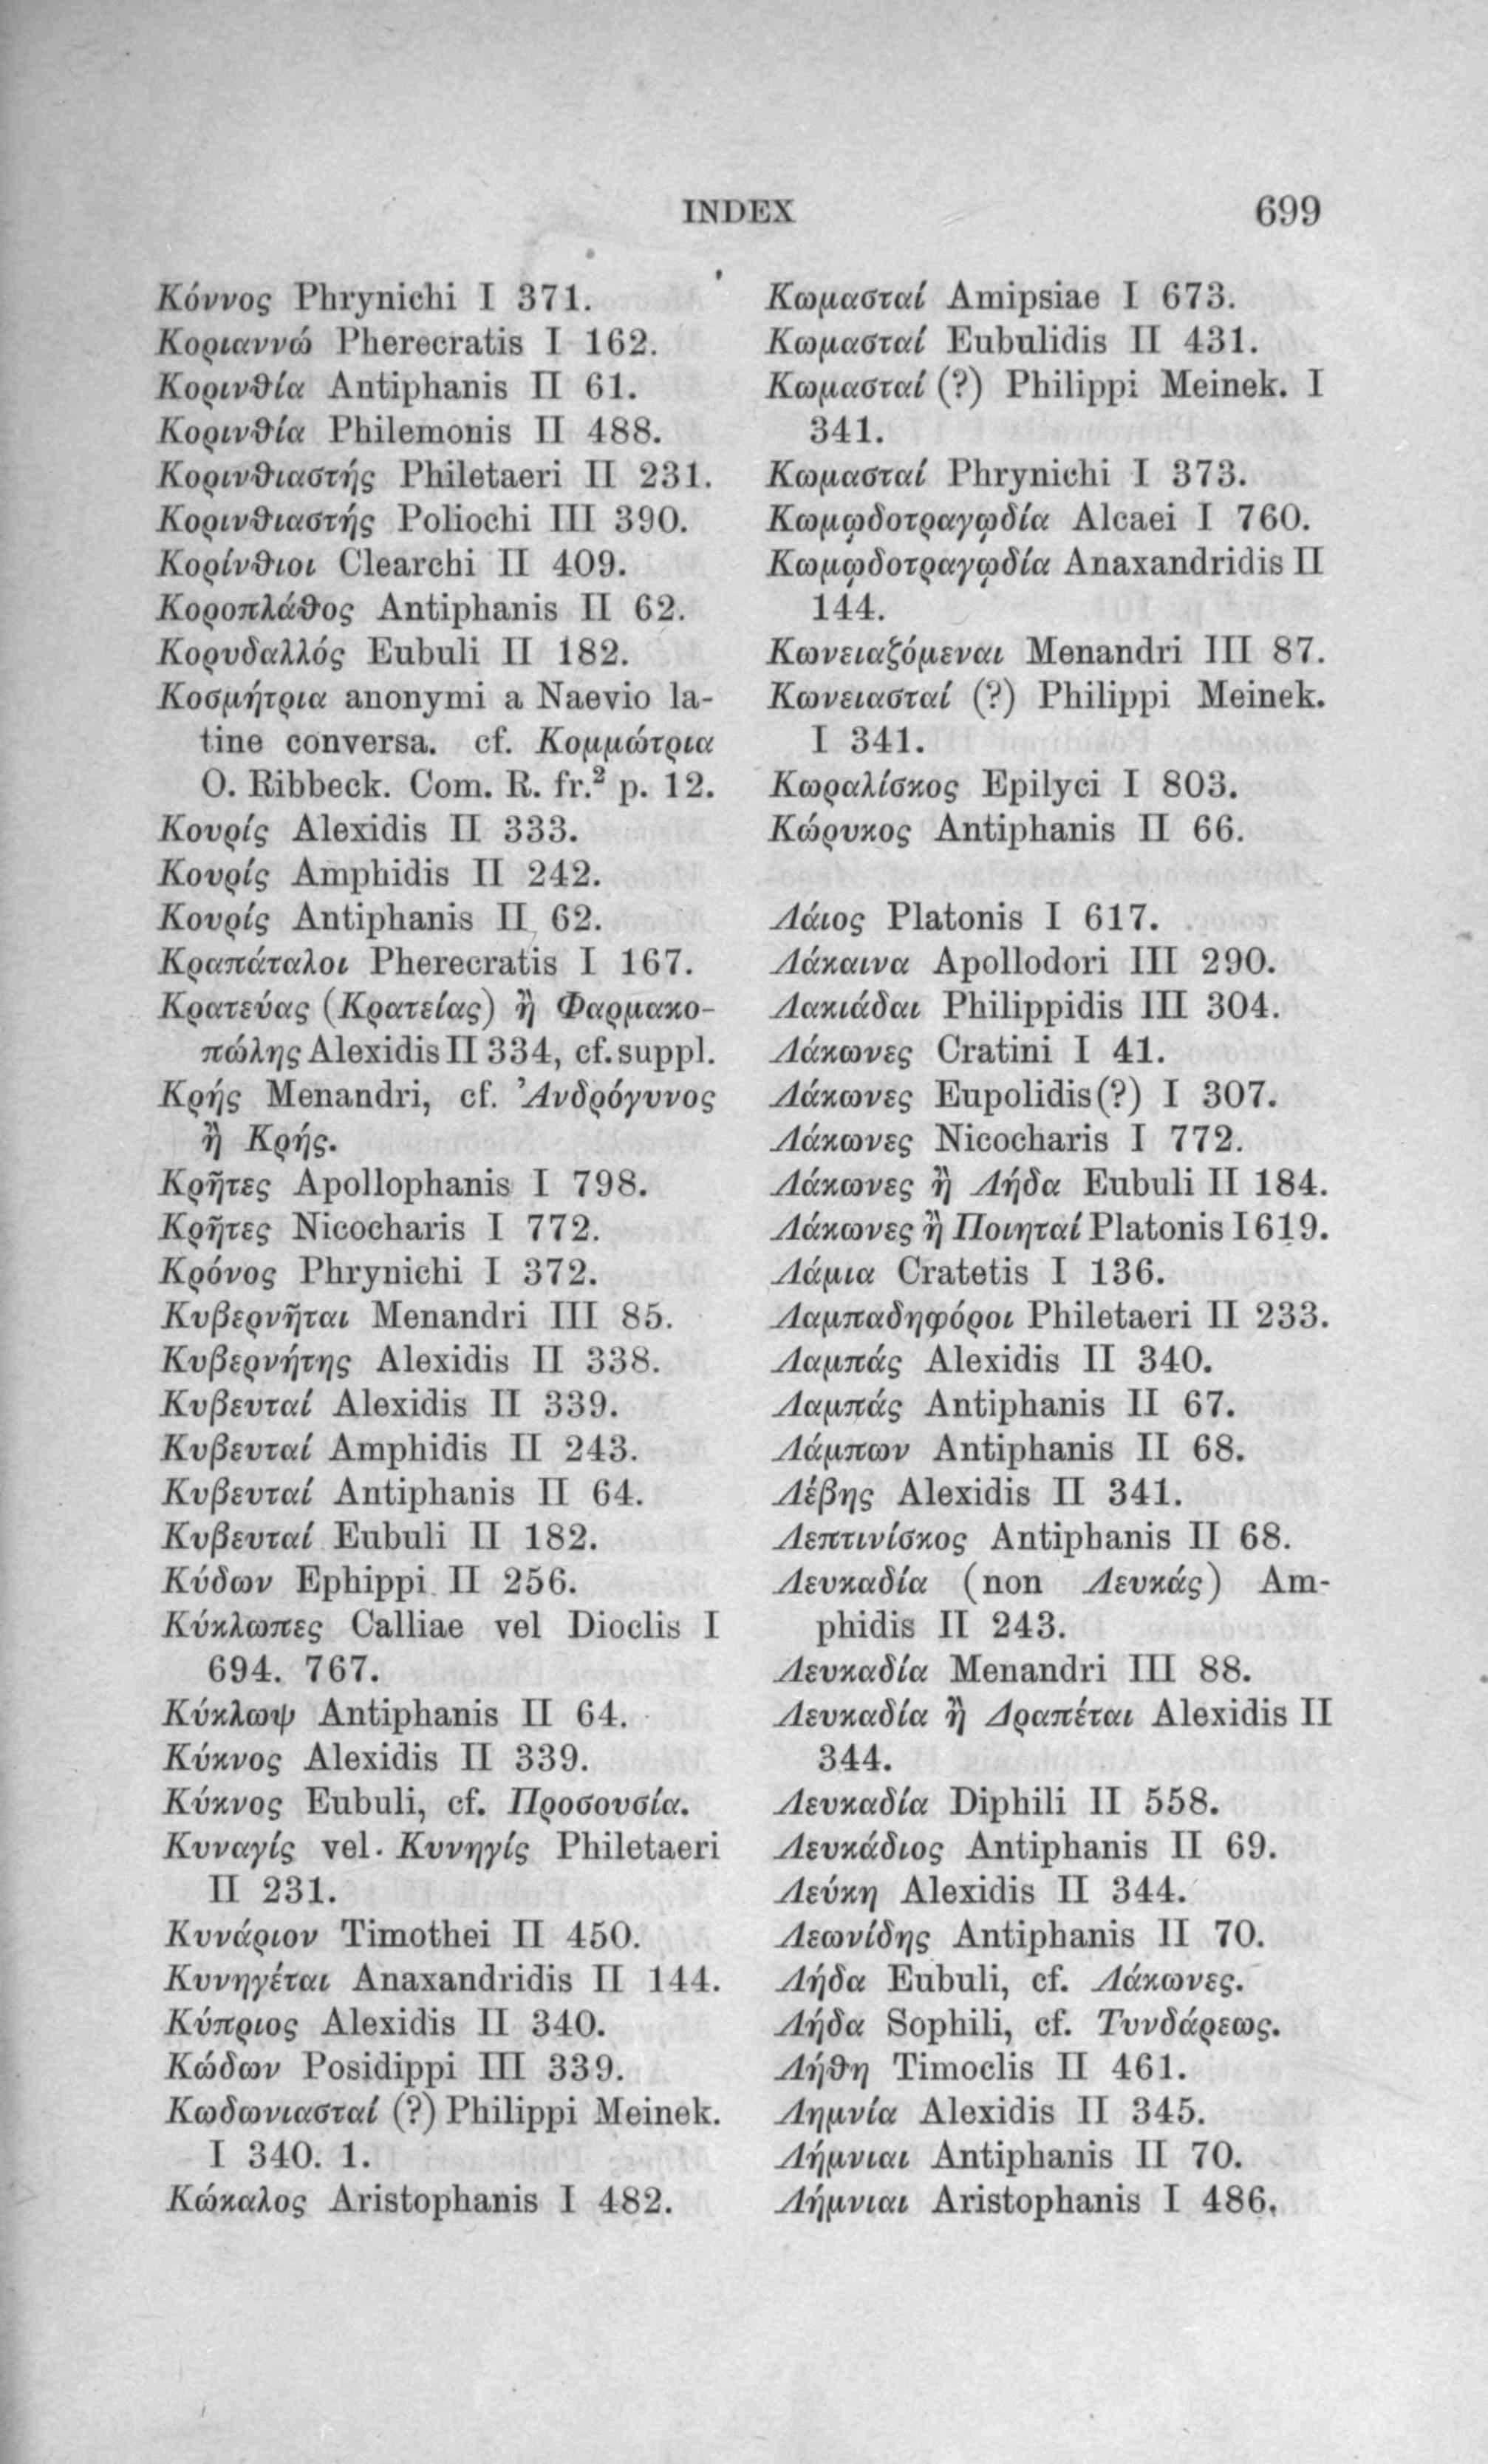 INDEX
699
Κόννος Phrynichi I 371.
Κοριαννώ Pherecratis I 162.
Κορινθία Antiphanis II 61.
Κορινθία Philemonis II 488.
Κορινθιαστής Philetaeri II 231.
Κορινθιαστής Poliochi III 390.
Κορίνθιοι Clearchi II 409.
Κοροπλάθος Antiphanis II 62.
Κορυδαλλός Eubuli II 182.
Κοσμήτρια anonymi a Naevio la-
tine conversa. cf. Κομμώτρια
O. Ribbeck. Com. R. fr.² p. 12.
Κουρίς Alexidis II 333.
Κουρίς Amphidis II 242.
Κουρίς Antiphanis II 62.
Κραπάταλοι Pherecratis I 167.
Κρατεύας (Κρατείας) ἢ Φαρμακο-
πώλης Alexidis II 334, cf. suppl.
Κρής Menandri, cf. Ἀνδρόγυνος
ἢ Κρής.
Κρῆτες Apollophanis I 798.
Κρῆτες Nicocharis I 772.
Κρόνος Phrynichi I 372.
Κυβερνῆται Menandri III 85.
Κυβερνήτης Alexidis II 338.
Κυβευταί Alexidis II 339.
Κυβευταί Amphidis II 243.
Κυβευταί Antiphanis II 64.
Κυβευταί Eubuli II 182.
Κύδων Ephippi II 256.
Κύκλωπες Calliae vel Dioclis I
694. 767.
Κύκλωψ Antiphanis II 64.
Κύκνος Alexidis II 339.
Κύκνος Eubuli, cf. Προσουσία.
Κυναγίς vel. Κυνηγίς Philetaeri
II 231.
Κυνάριον Timothei II 450.
Κυνηγέται Anaxandridis II 144.
Κύπριος Alexidis II 340.
Κώδων Posidippi III 339.
Κωδωνιασταί (?) Philippi Meinek.
I 340. 1.
Κώκαλος Aristophanis I 482.
Κωμασταί Amipsiae I 673.
Κωμασταί Eubulidis II 431.
Κωμασταί (?) Philippi Meinek. I
341.
Κωμασταί Phrynichi I 373.
Κωμῳδοτραγῳδία Alcaei I 760.
Κωμῳδοτραγῳδία Anaxandridis II
144.
Κωνειαζόμεναι Menandri III 87.
Κωνειασταί (?) Philippi Meinek.
I 341.
Κωραλίσκος Epilyci I 803.
Κώρυκος Antiphanis II 66.
Λάιος Platonis I 617.
Λάκαινα Apollodori III 290.
Λακιάδαι Philippidis III 304.
Λάκωνες Cratini I 41.
Λάκωνες Eupolidis (?) I 307.
Λάκωνες Nicocharis I 772.
Λάκωνες ἢ Λήδα Eubuli II 184.
Λάκωνες ἢ Ποιηταί Platonis I 619.
Λάμια Cratetis I 136.
Λαμπαδηφόροι Philetaeri II 233.
Λαμπάς Alexidis II 340.
Λαμπάς Antiphanis II 67.
Λάμπων Antiphanis II 68.
Λέβης Alexidis II 341.
Λεπτινίσκος Antiphanis II 68.
Λευκαδία (non Λευκάς) Am-
phidis II 243.
Λευκαδία Menandri III 88.
Λευκαδία ἢ Δραπέται Alexidis II
344.
Λευκαδία Diphili II 558.
Λευκάδιος Antiphanis II 69.
Λεύκη Alexidis II 344.
Λεωνίδης Antiphanis II 70.
Λήδα Eubuli, cf. Λάκωνες.
Λήδα Sophili, cf. Τυνδάρεως.
Λήθη Timoclis II 461.
Λημνία Alexidis II 345.
Λήμνιαι Antiphanis II 70.
Λήμνιαι Aristophanis I 486.